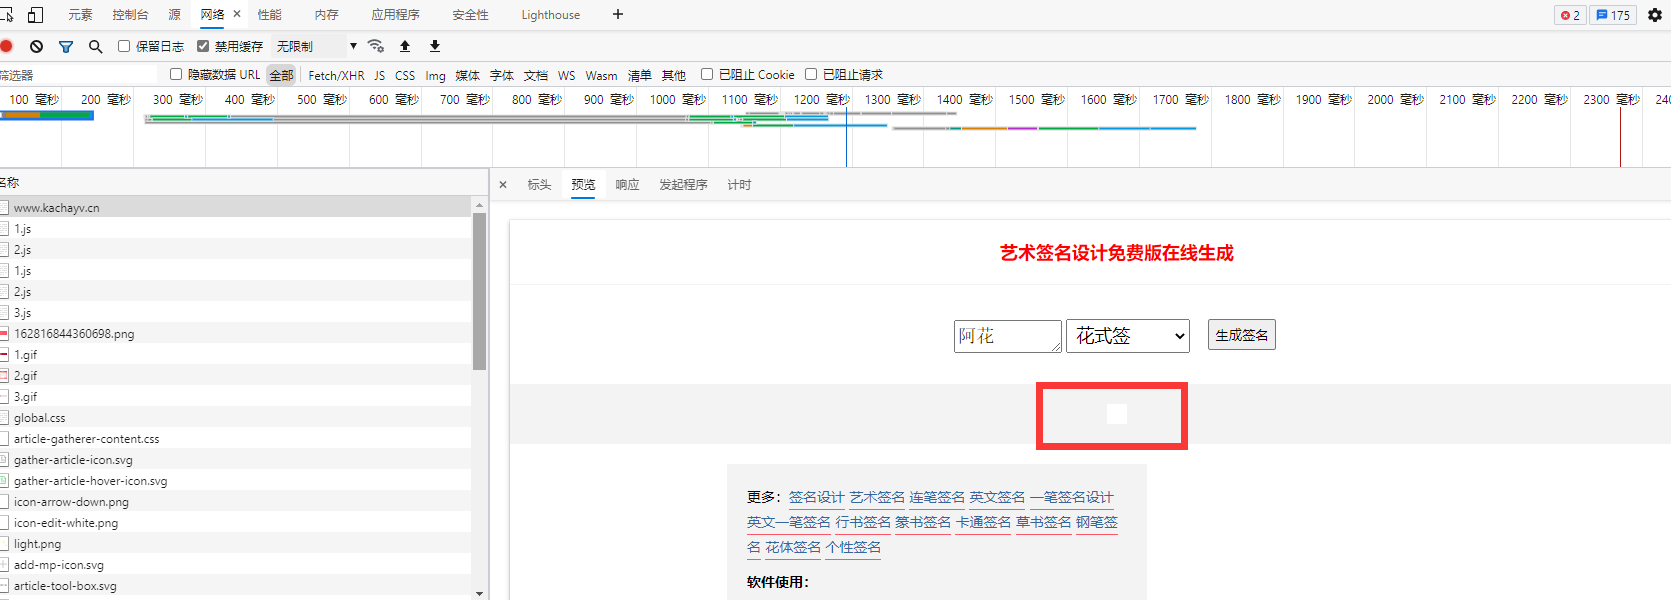 元素 控制台 源 网络 × 性能 内存 应用程序 安全性 Lighthouse + 2 175
保留日志 禁用缓存 无限制
筛选器 隐藏数据 URL 全部 Fetch/XHR JS CSS Img 媒体 字体 文档 WS Wasm 清单 其他 已阻止 Cookie 已阻止请求
100 毫秒 200 毫秒 300 毫秒 400 毫秒 500 毫秒 600 毫秒 700 毫秒 800 毫秒 900 毫秒 1000 毫秒 1100 毫秒 1200 毫秒 1300 毫秒 1400 毫秒 1500 毫秒 1600 毫秒 1700 毫秒 1800 毫秒 1900 毫秒 2000 毫秒 2100 毫秒 2200 毫秒 2300 毫秒
名称
www.kachayv.cn
1.js
2.js
1.js
2.js
3.js
162816844360698.png
1.gif
2.gif
3.gif
global.css
article-gatherer-content.css
gather-article-icon.svg
gather-article-hover-icon.svg
icon-arrow-down.png
icon-edit-white.png
light.png
add-mp-icon.svg
article-tool-box.svg
× 标头 预览 响应 发起程序 计时
艺术签名设计免费版在线生成
阿花 花式签 生成签名
更多：签名设计 艺术签名 连笔签名 英文签名 一笔签名设计
英文一笔签名 行书签名 篆书签名 卡通签名 草书签名 钢笔签
名 花体签名 个性签名
软件使用：